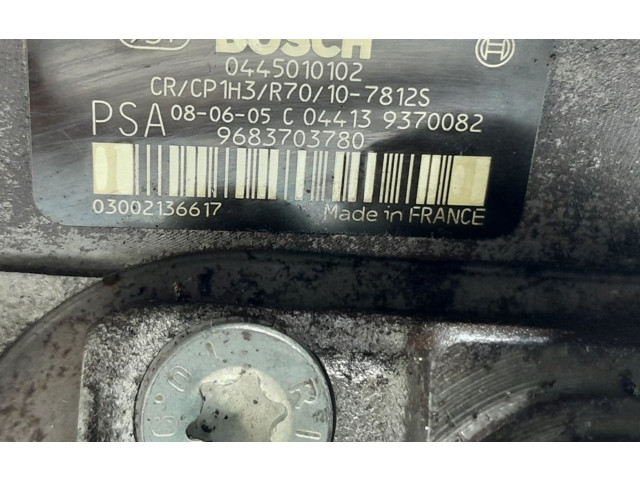 BOSCH
0445010102
CR/CP1H3/R70/10-7812S
PSA 08-06-05 C 04413 9370082
9683703780
03002136617 Made in FRANCE